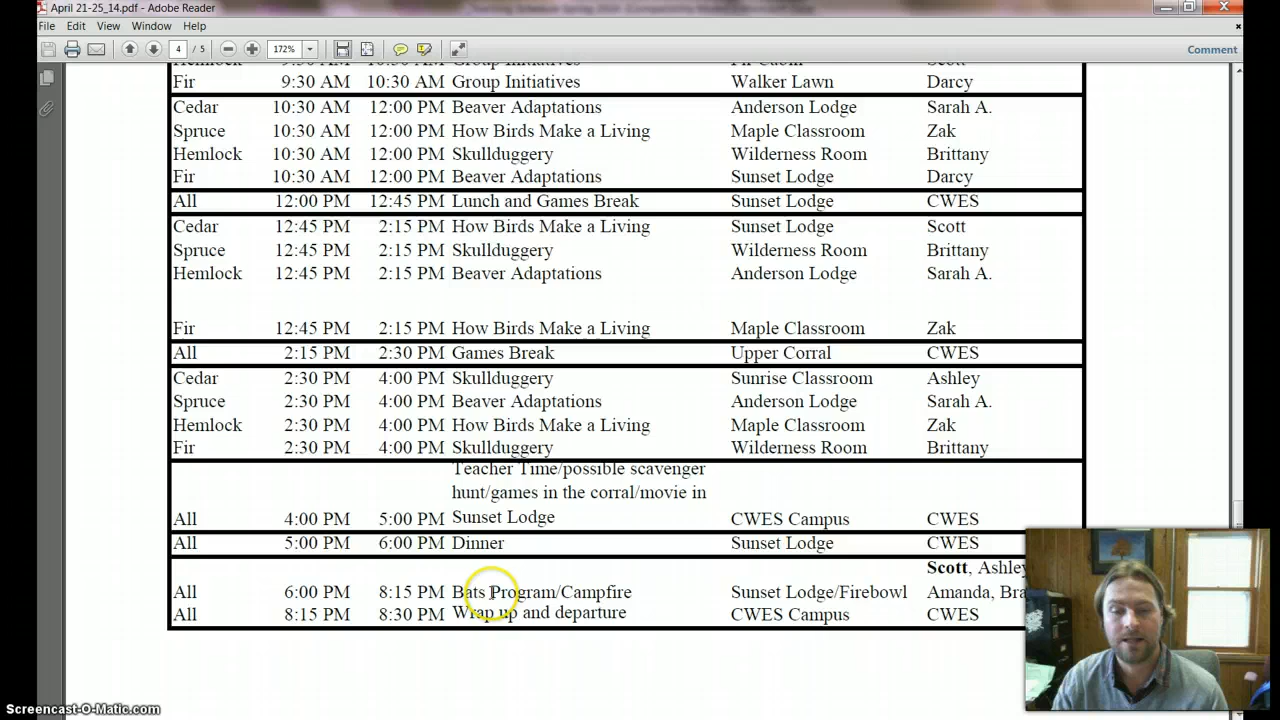 April 21-25_14.pdf - Adobe Reader
File Edit View Window Help
4 / 5 172% Comment
Fir 9:30 AM 10:30 AM Group Initiatives Walker Lawn Darcy
Cedar 10:30 AM 12:00 PM Beaver Adaptations Anderson Lodge Sarah A.
Spruce 10:30 AM 12:00 PM How Birds Make a Living Maple Classroom Zak
Hemlock 10:30 AM 12:00 PM Skullduggery Wilderness Room Brittany
Fir 10:30 AM 12:00 PM Beaver Adaptations Sunset Lodge Darcy
All 12:00 PM 12:45 PM Lunch and Games Break Sunset Lodge CWES
Cedar 12:45 PM 2:15 PM How Birds Make a Living Sunset Lodge Scott
Spruce 12:45 PM 2:15 PM Skullduggery Wilderness Room Brittany
Hemlock 12:45 PM 2:15 PM Beaver Adaptations Anderson Lodge Sarah A.
Fir 12:45 PM 2:15 PM How Birds Make a Living Maple Classroom Zak
All 2:15 PM 2:30 PM Games Break Upper Corral CWES
Cedar 2:30 PM 4:00 PM Skullduggery Sunrise Classroom Ashley
Spruce 2:30 PM 4:00 PM Beaver Adaptations Anderson Lodge Sarah A.
Hemlock 2:30 PM 4:00 PM How Birds Make a Living Maple Classroom Zak
Fir 2:30 PM 4:00 PM Skullduggery Wilderness Room Brittany
Teacher Time/possible scavenger
hunt/games in the corral/movie in
All 4:00 PM 5:00 PM Sunset Lodge CWES Campus CWES
All 5:00 PM 6:00 PM Dinner Sunset Lodge CWES
Scott, Ashley
All 6:00 PM 8:15 PM Bats Program/Campfire Sunset Lodge/Firebowl Amanda, Bra
All 8:15 PM 8:30 PM Wrap up and departure CWES Campus CWES
Screencast-O-Matic.com